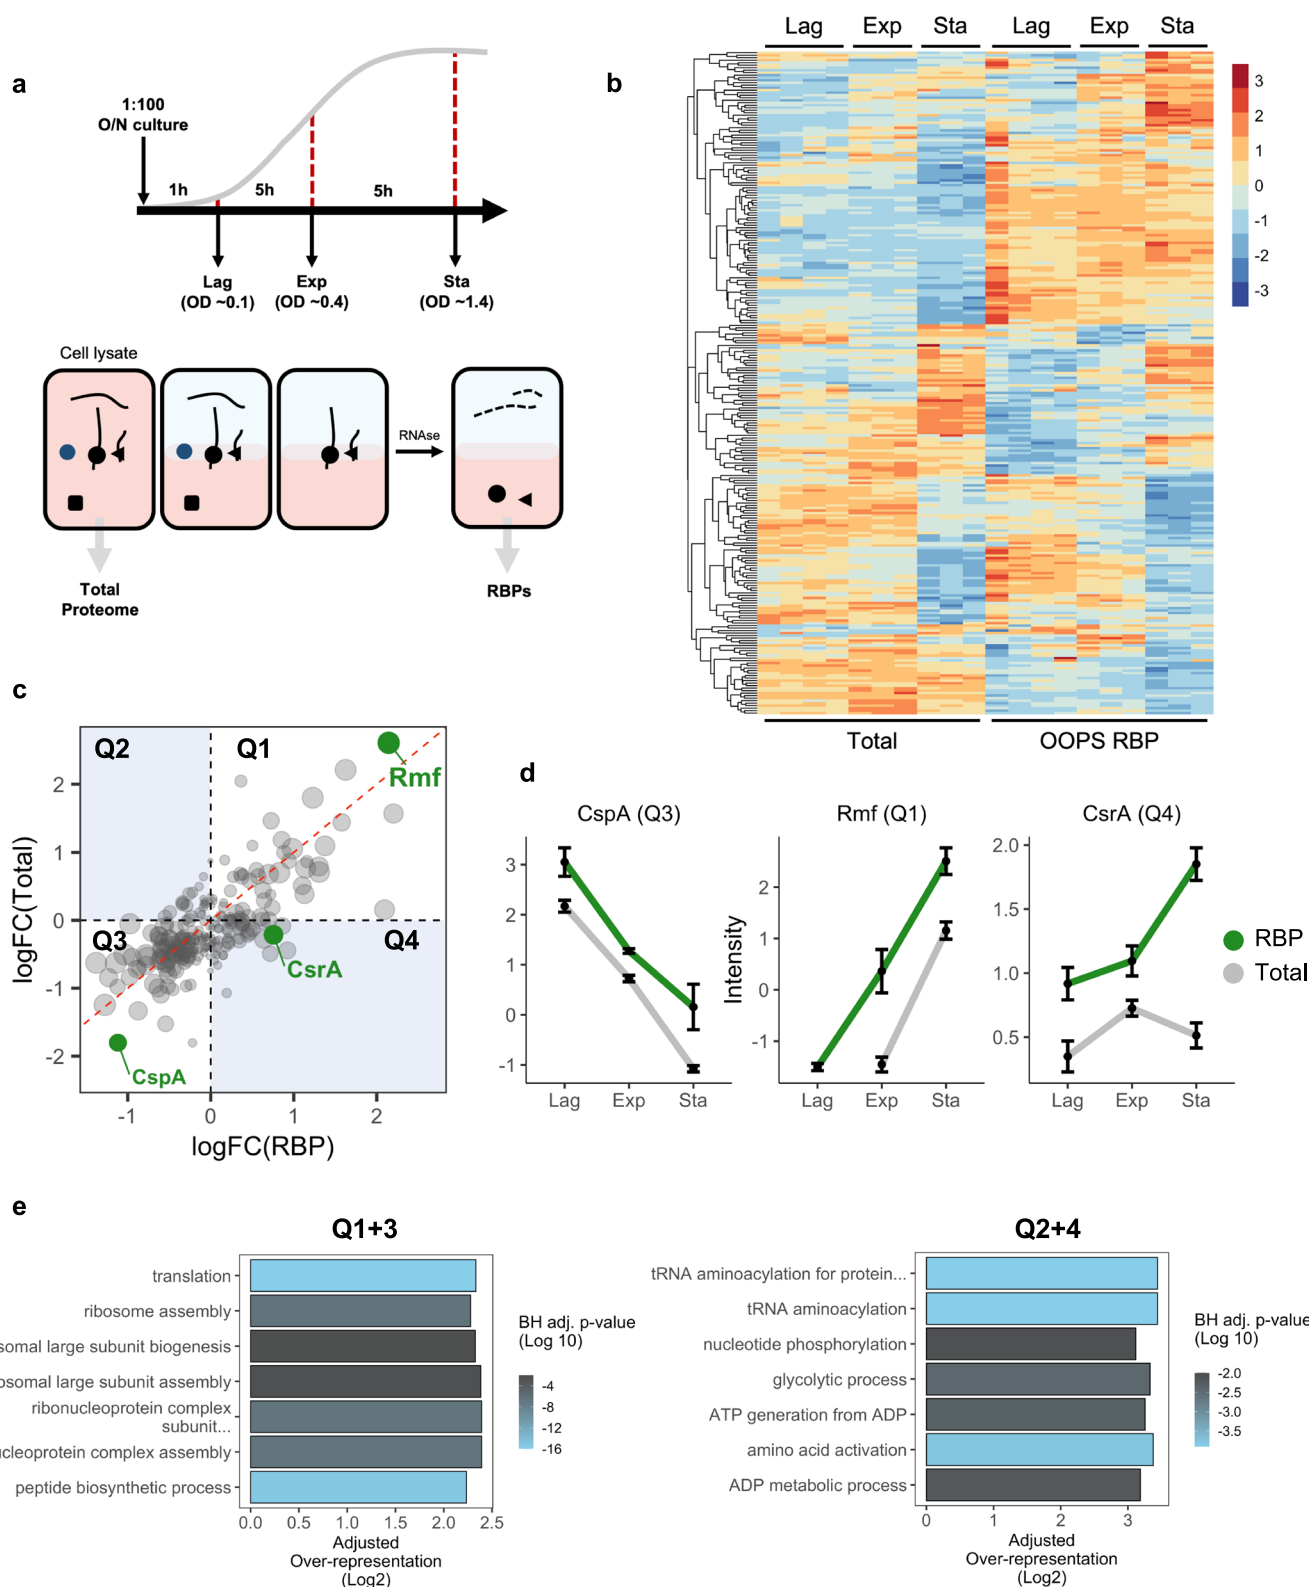 a
1:100
O/N culture
1h
5h
5h
Lag
(OD ~0.1)
Exp
(OD ~0.4)
Sta
(OD ~1.4)
Cell lysate
RNAse
Total
Proteome
RBPs
b
Lag
Exp
Sta
Lag
Exp
Sta
3
2
1
0
-1
-2
-3
Total
OOPS RBP
c
Q2
Q1
Rmf
Q3
Q4
CsrA
CspA
2
1
0
-1
-2
logFC(Total)
-1
0
1
2
logFC(RBP)
d
CspA (Q3)
3
2
1
0
-1
Lag
Exp
Sta
Rmf (Q1)
Intensity
2
1
0
-1
Lag
Exp
Sta
CsrA (Q4)
2.0
1.5
1.0
0.5
Lag
Exp
Sta
RBP
Total
e
Q1+3
translation
ribosome assembly
somal large subunit biogenesis
osomal large subunit assembly
ribonucleoprotein complex
subunit...
ucleoprotein complex assembly
peptide biosynthetic process
0.0
0.5
1.0
1.5
2.0
2.5
Adjusted
Over-representation
(Log2)
BH adj. p-value
(Log 10)
-4
-8
-12
-16
Q2+4
tRNA aminoacylation for protein...
tRNA aminoacylation
nucleotide phosphorylation
glycolytic process
ATP generation from ADP
amino acid activation
ADP metabolic process
0
1
2
3
Adjusted
Over-representation
(Log2)
BH adj. p-value
(Log 10)
-2.0
-2.5
-3.0
-3.5